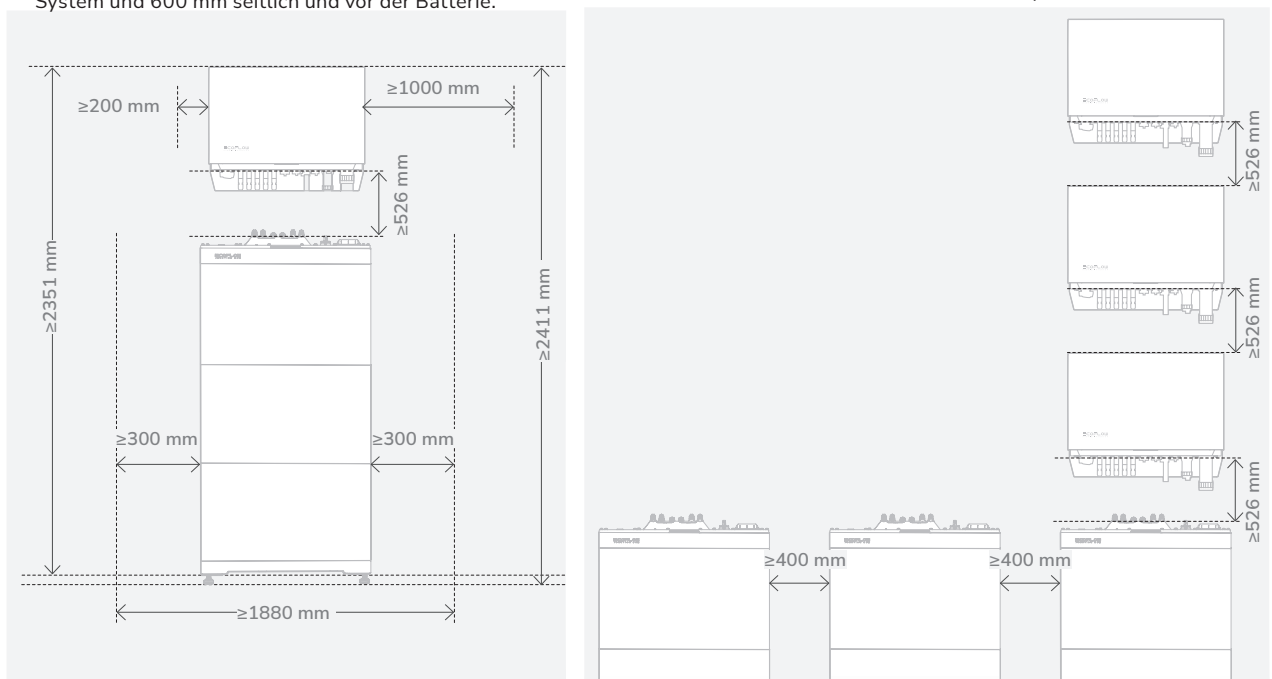 System und 600 mm seitlich und vor der Batterie.
≥200 mm
≥1000 mm
≥526 mm
≥2351 mm
≥2411 mm
≥300 mm
≥300 mm
≥1880 mm
≥526 mm
≥526 mm
≥526 mm
≥400 mm
≥400 mm